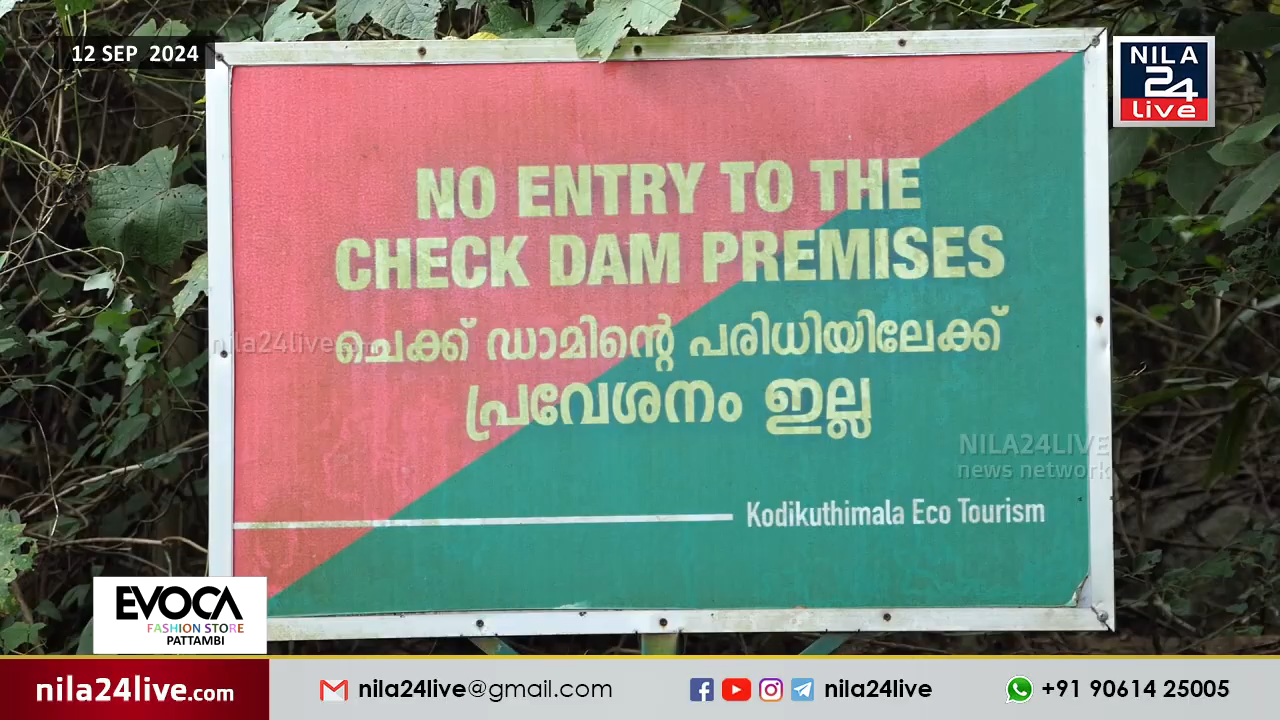 12 SEP 2024
NILA
24
Live
NO ENTRY TO THE
CHECK DAM PREMISES
nila24live.com
ചെക്ക് ഡാമിന്റെ പരിധിയിലേക്ക്
പ്രവേശനം ഇല്ല
NILA24LIVE
news network
Kodikuthimala Eco Tourism
EVOCA
FASHION STORE
PATTAMBI
nila24live.com
nila24live@gmail.com
nila24live
+91 90614 25005